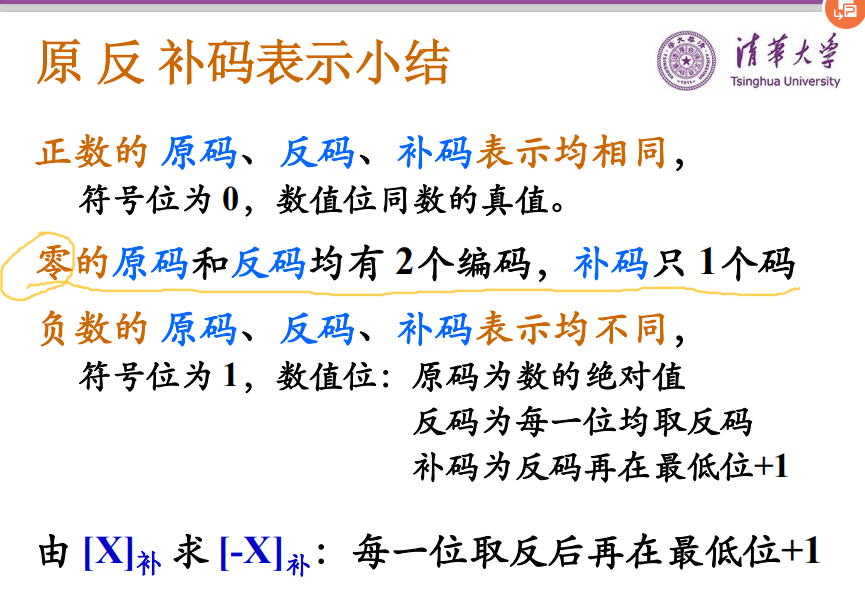 原 反 补码表示小结
清华大学
Tsinghua University
正数的 原码、反码、补码表示均相同，
符号位为 0，数值位同数的真值。
零的原码和反码均有 2个编码，补码只 1个码
负数的 原码、反码、补码表示均不同，
符号位为 1，数值位：原码为数的绝对值
反码为每一位均取反码
补码为反码再在最低位+1
由 [X]补 求 [-X]补：每一位取反后再在最低位+1